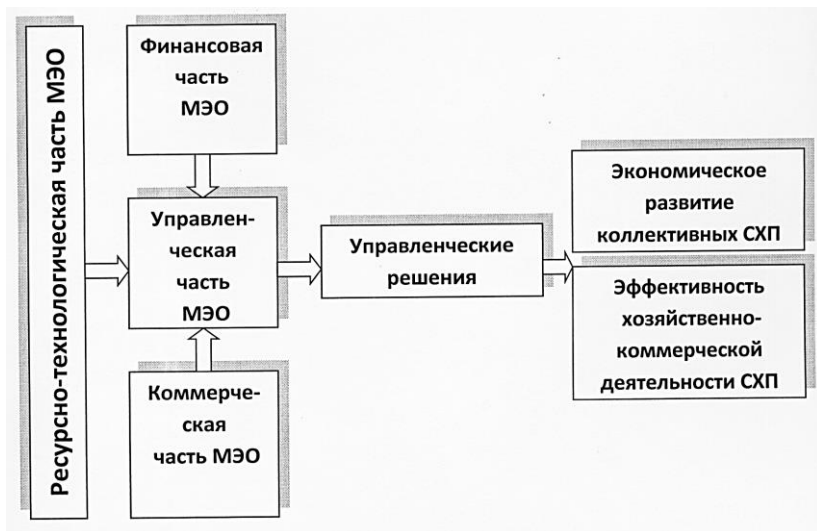 Ресурсно-технологическая часть МЭО
Финансовая
часть
МЭО
Управлен-
ческая
часть
МЭО
Коммерче-
ская
часть МЭО
Управленческие
решения
Экономическое
развитие
коллективных СХП
Эффективность
хозяйственно-
коммерческой
деятельности СХП